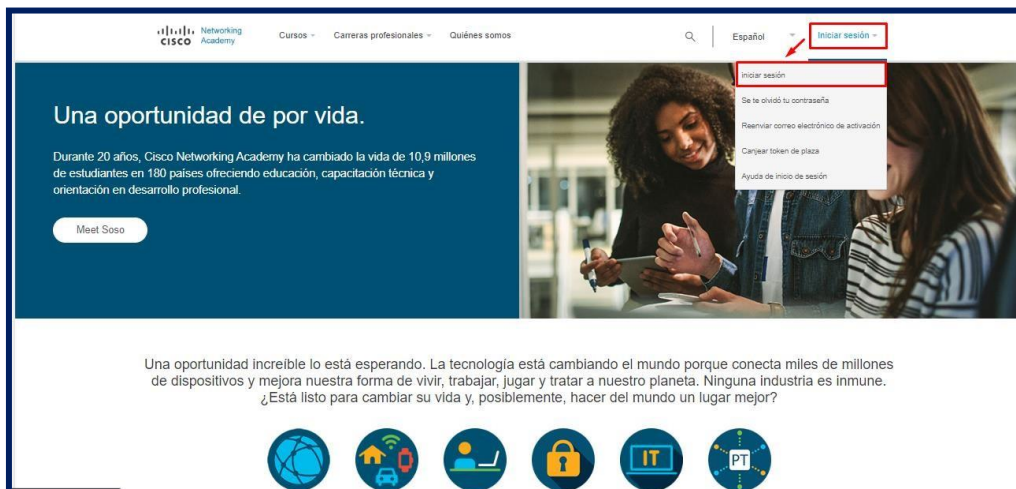 Networking
CISCO Academy
Cursos
Carreras profesionales
Quiénes somos
Español
Iniciar sesión
Iniciar sesión
Se te olvidó tu contraseña
Reenviar correo electrónico de activación
Canjear token de plaza
Ayuda de inicio de sesión
Una oportunidad de por vida.
Durante 20 años, Cisco Networking Academy ha cambiado la vida de 10,9 millones
de estudiantes en 180 países ofreciendo educación, capacitación técnica y
orientación en desarrollo profesional.
Meet Soso
Una oportunidad increíble lo está esperando. La tecnología está cambiando el mundo porque conecta miles de millones
de dispositivos y mejora nuestra forma de vivir, trabajar, jugar y tratar a nuestro planeta. Ninguna industria es inmune.
¿Está listo para cambiar su vida y, posiblemente, hacer del mundo un lugar mejor?
IT
PT